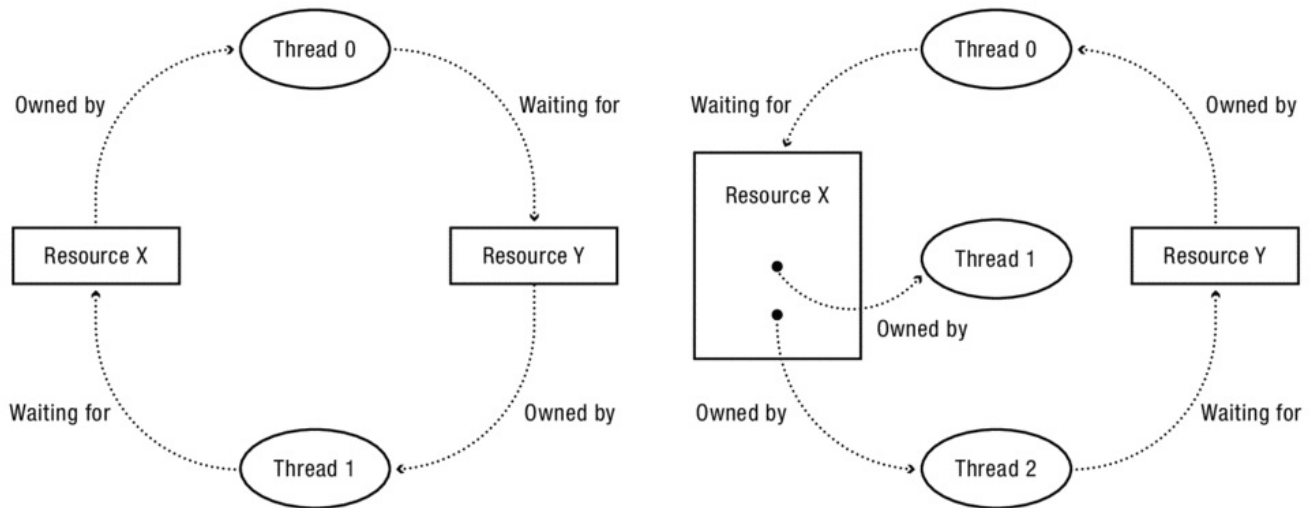 Thread 0
Owned by
Waiting for
Resource X
Resource Y
Waiting for
Owned by
Thread 1
Thread 0
Waiting for
Owned by
Resource X
Thread 1
Resource Y
Owned by
Owned by
Waiting for
Thread 2